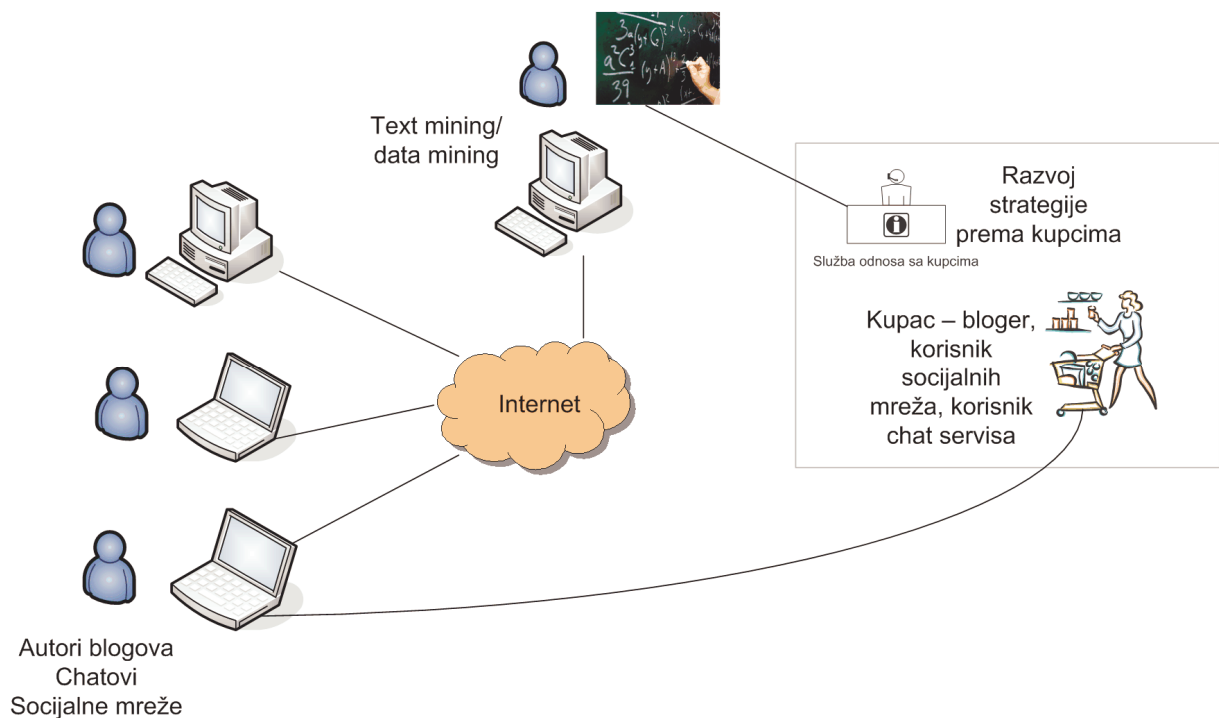 Text mining/
data mining
Razvoj
strategije
prema kupcima
Služba odnosa sa kupcima
Kupac – bloger,
korisnik
socijalnih
mreža, korisnik
chat servisa
Internet
Autori blogova
Chatovi
Socijalne mreže